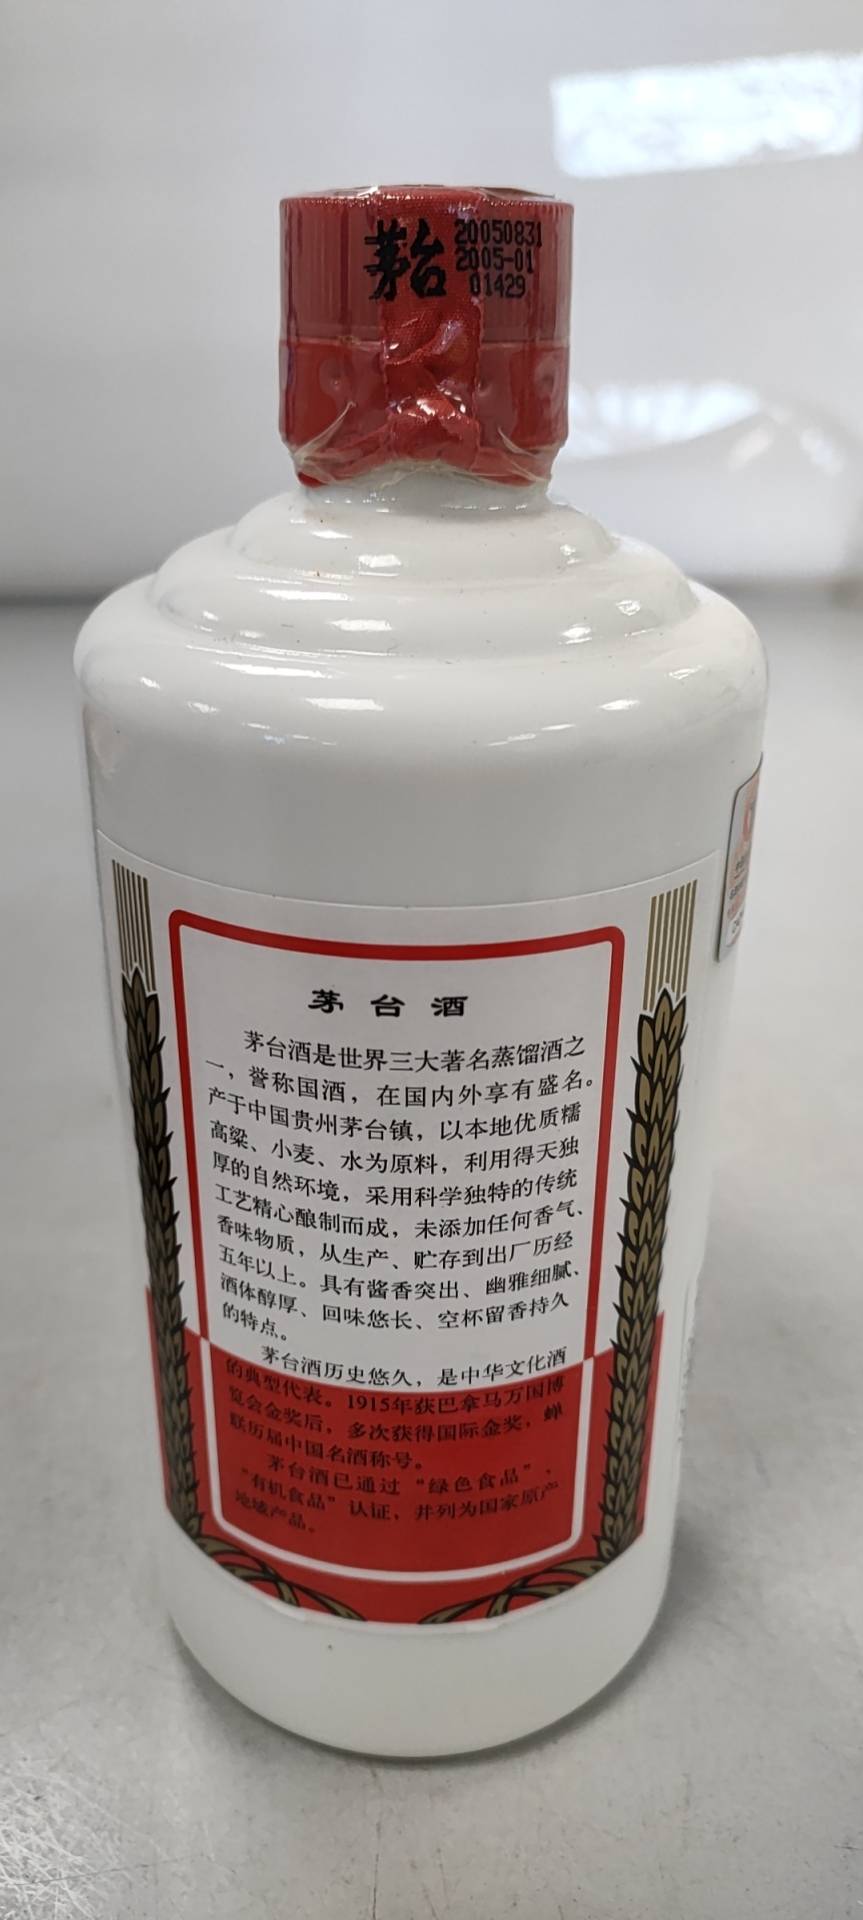 茅台
20050831
2005-01
01429
茅台酒
茅台酒是世界三大著名蒸馏酒之
一，誉称国酒，在国内外享有盛名。
产于中国贵州茅台镇，以本地优质糯
高粱、小麦、水为原料，利用得天独
厚的自然环境，采用科学独特的传统
工艺精心酿制而成，未添加任何香气、
香味物质，从生产、贮存到出厂历经
五年以上。具有酱香突出、幽雅细腻、
酒体醇厚、回味悠长、空杯留香持久
的特点。
茅台酒历史悠久，是中华文化酒
的典型代表。1915年获巴拿马万国博
览会金奖后，多次获得国际金奖，蝉
联历届中国名酒称号。
茅台酒已通过“绿色食品”、
“有机食品”认证，并列为国家原产
地域产品。